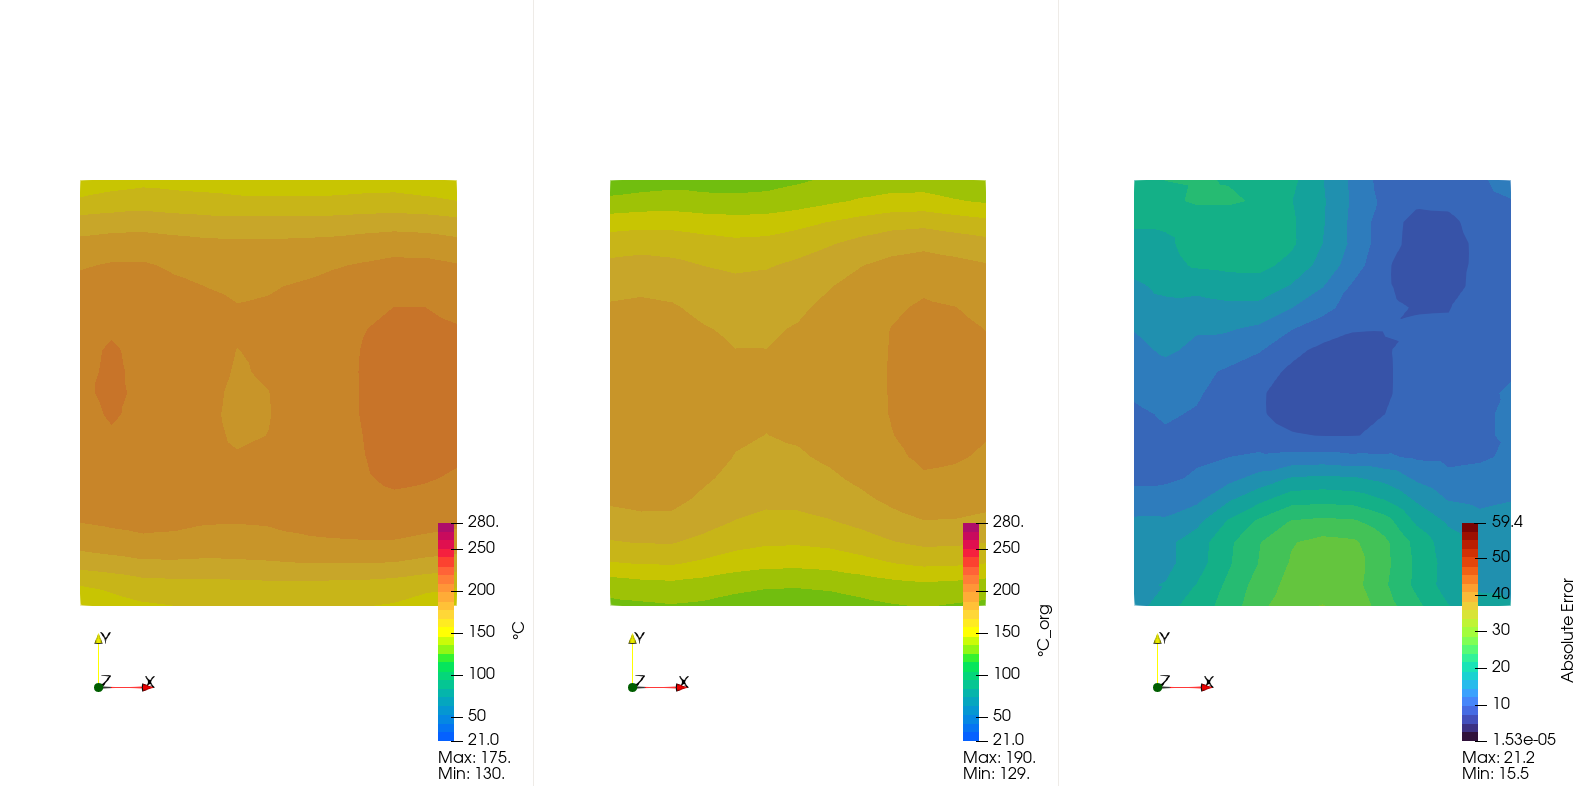 280.
250
200
150
100
50
21.0
°C
Max: 175.
Min: 130.
Y
Z
X
280.
250
200
150
100
50
21.0
°C_org
Max: 190.
Min: 129.
Y
Z
X
59.4
50
40
30
20
10
1.53e-05
Absolute Error
Max: 21.2
Min: 15.5
Y
Z
X